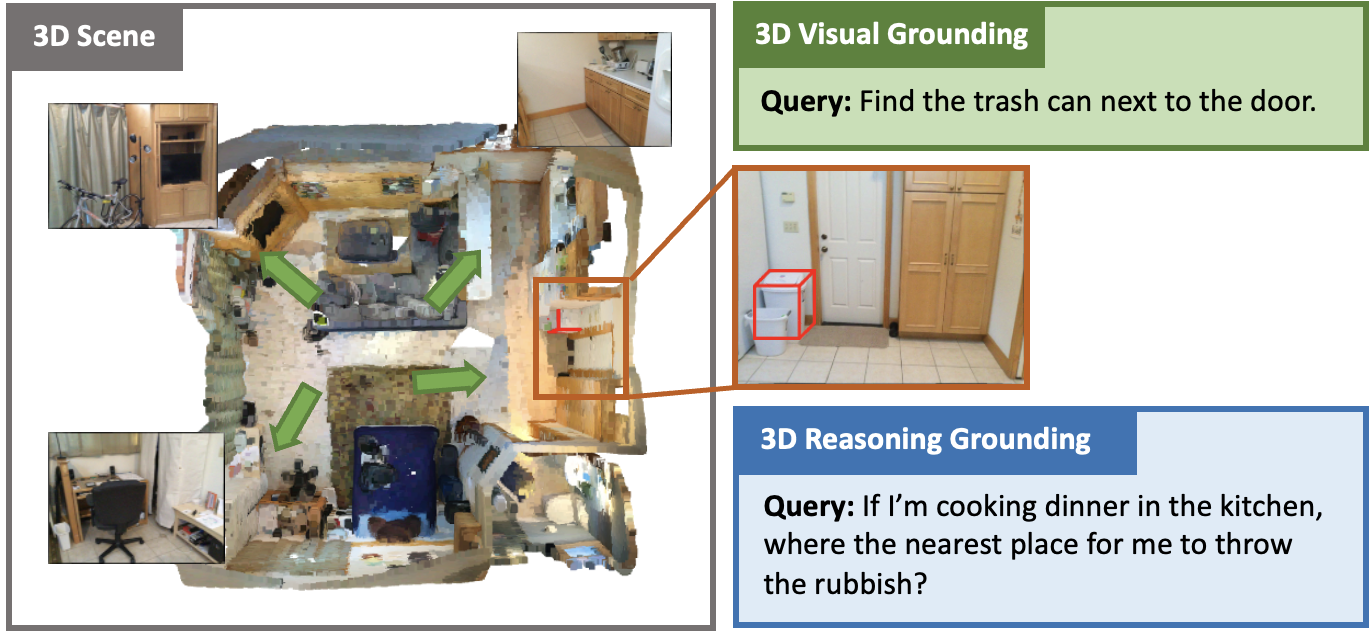 3D Scene
3D Visual Grounding
Query: Find the trash can next to the door.
3D Reasoning Grounding
Query: If I’m cooking dinner in the kitchen,
where the nearest place for me to throw
the rubbish?